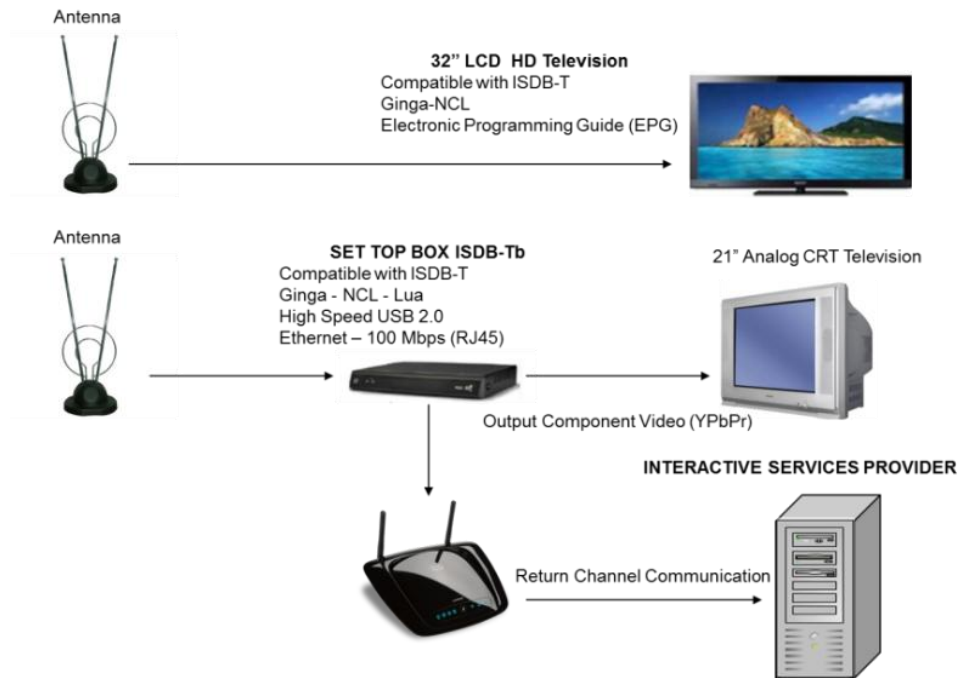 Antenna
32” LCD HD Television
Compatible with ISDB-T
Ginga-NCL
Electronic Programming Guide (EPG)
Antenna
SET TOP BOX ISDB-Tb
Compatible with ISDB-T
Ginga - NCL - Lua
High Speed USB 2.0
Ethernet – 100 Mbps (RJ45)
21” Analog CRT Television
Output Component Video (YPbPr)
INTERACTIVE SERVICES PROVIDER
Return Channel Communication